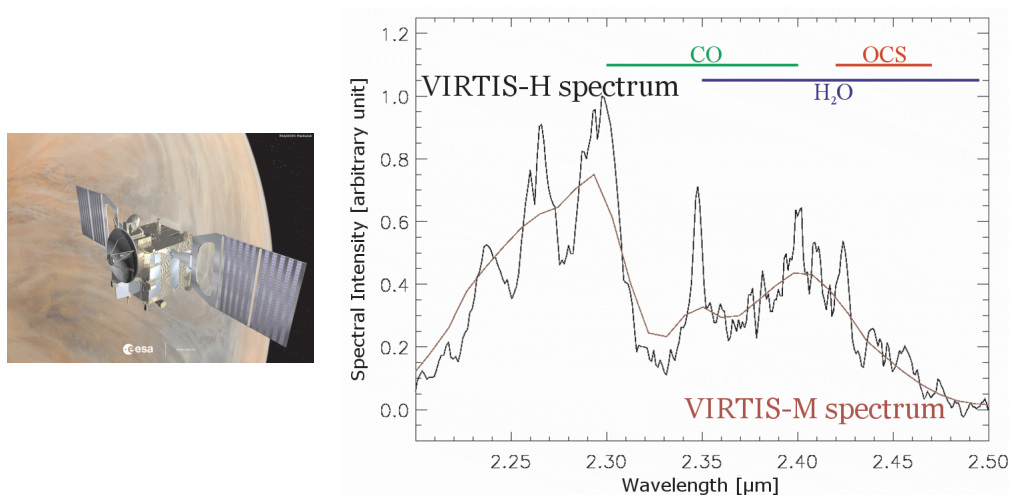 esa
1.2
1.0
0.8
0.6
0.4
0.2
0.0
Spectral Intensity [arbitrary unit]
CO
OCS
H₂O
VIRTIS-H spectrum
VIRTIS-M spectrum
2.25
2.30
2.35
2.40
2.45
2.50
Wavelength [µm]